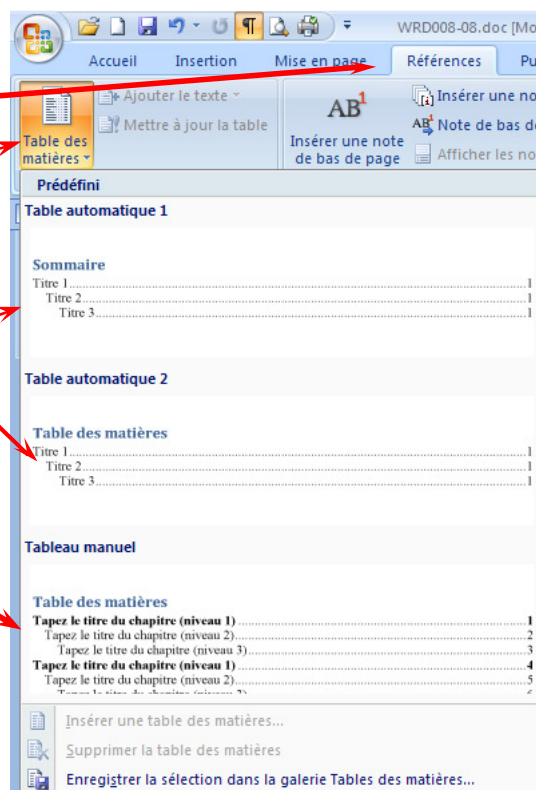 WRD008-08.doc [Mo
Accueil Insertion Mise en page Références Pu
Ajouter le texte
Mettre à jour la table
Table des
matières
AB1
Insérer une note
de bas de page
Insérer une no
Note de bas de
Afficher les no
Prédéfini
Table automatique 1
Sommaire
Titre 1.....1
Titre 2.....1
Titre 3.....1
Table automatique 2
Table des matières
Titre 1.....1
Titre 2.....1
Titre 3.....1
Tableau manuel
Table des matières
Tapez le titre du chapitre (niveau 1).....1
Tapez le titre du chapitre (niveau 2).....2
Tapez le titre du chapitre (niveau 3).....3
Tapez le titre du chapitre (niveau 1).....4
Tapez le titre du chapitre (niveau 2).....5
Insérer une table des matières...
Supprimer la table des matières
Enregistrer la sélection dans la galerie Tables des matières...